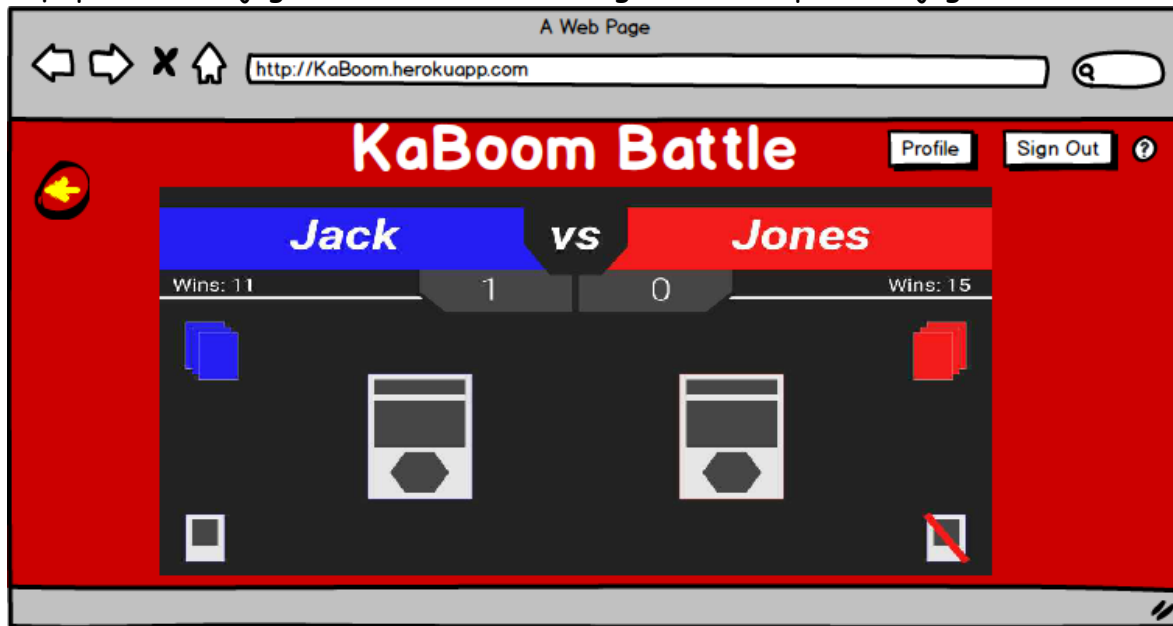 A Web Page
http://KaBoom.herokuapp.com
KaBoom Battle
Profile
Sign Out
?
Jack vs Jones
Wins: 11
1
0
Wins: 15